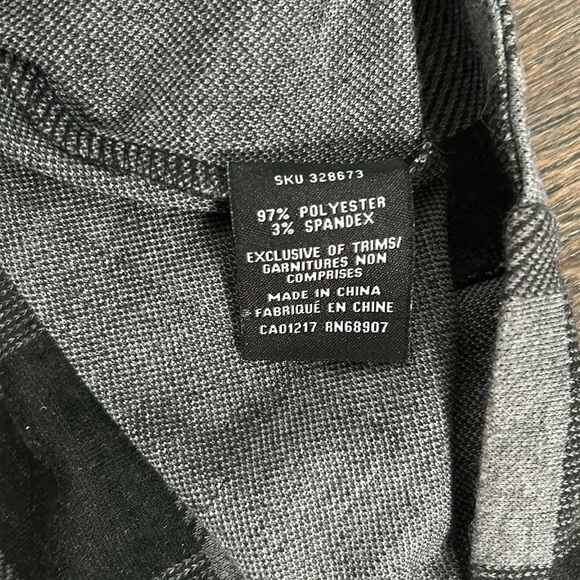 SKU 328673
97% POLYESTER
3% SPANDEX
EXCLUSIVE OF TRIMS/
GARNITURES NON
COMPRISES
MADE IN CHINA
FABRIQUÉ EN CHINE
CA01217 RN68907